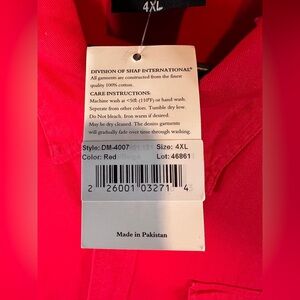 4XL
DIVISION OF SHAF INTERNATIONAL®
All garments are constructed from the finest
quality 100% cotton.
CARE INSTRUCTIONS:
Machine wash at <50ft (110°F) or hand wash.
Seperate from other colors. Tumble dry low.
Do Not bleach. Iron warm if desired.
May be dry cleaned. The denim garments
will gradually fade over time through washing.
Style: DM-4007 Size: 4XL
Color: Red Lot: 46861
2 26001 03271 4
Made in Pakistan